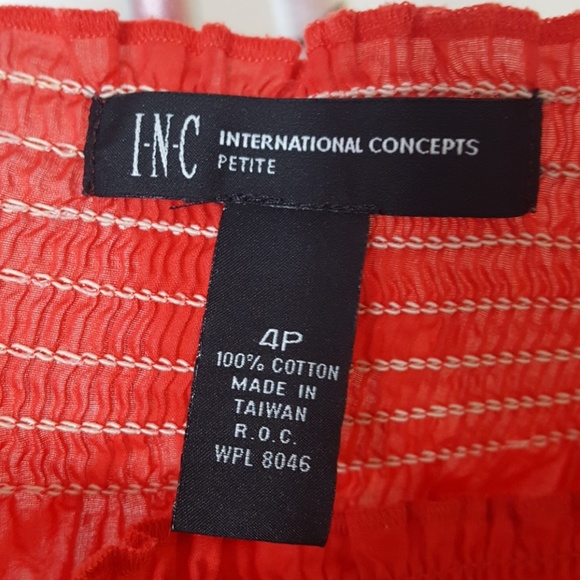 I-N-C INTERNATIONAL CONCEPTS
PETITE
4P
100% COTTON
MADE IN
TAIWAN
R.O.C.
WPL 8046